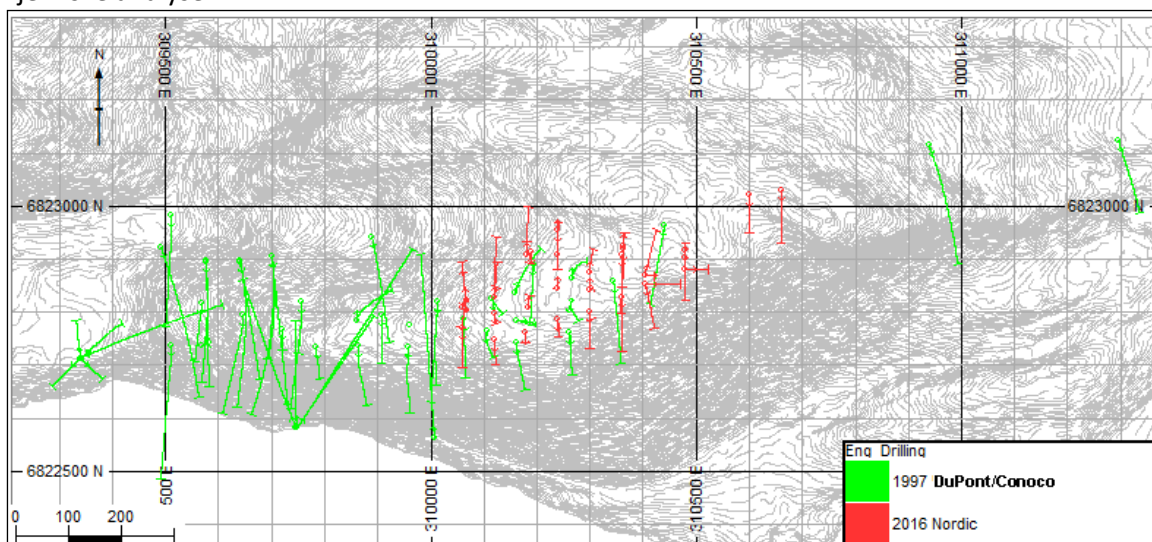 N
309500 E
310000 E
310500 E
311000 E
6823000 N
6823000 N
6822500 N
500 E
310000 E
310500 E
0 100 200
Eng Drilling
1997 DuPont/Conoco
2016 Nordic